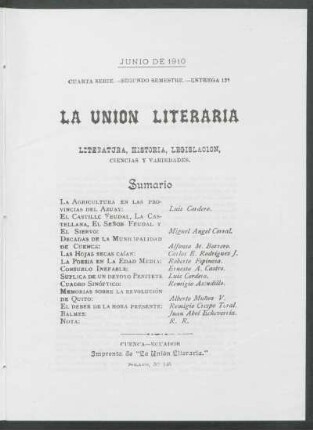 JUNIO DE 1910
CUARTA SERIE.—SEGUNDO SEMESTRE.—ENTREGA 12ª
LA UNION LITERARIA
LITERATURA, HISTORIA, LEGISLACION,
CIENCIAS Y VARIEDADES.
Sumario
LA AGRICULTURA EN LAS PRO-
VINCIAS DEL AZUAY: Luis Cordero.
EL CASTILLO FEUDAL, LA CAS-
TELLANA, EL SEÑOR FEUDAL Y
EL SIERVO: Miguel Angel Corral.
DECADAS DE LA MUNICIPALIDAD
DE CUENCA: Alfonso M. Borrero.
LAS HOJAS SECAS CAÍAN: Carlos E. Rodríguez J.
LA POESIA EN LA EDAD MEDIA: Roberto Espinosa.
CONSUELO INEFABLE: Ernesto A. Castro.
SUPLICA DE UN DEVOTO PENITETE Luis Cordero.
CUADRO SINÓPTICO: Remigio Astudillo.
MEMORIAS SOBRE LA REVOLUCIÓN
DE QUITO: Alberto Muñoz V.
EL DEBER DE LA HORA PRESENTE: Remigio Crespo Toral.
BALMES: Juan Abel Echeverría.
NOTA: R. R.
CUENCA—ECUADOR
Imprenta de "La Unión Literaria."